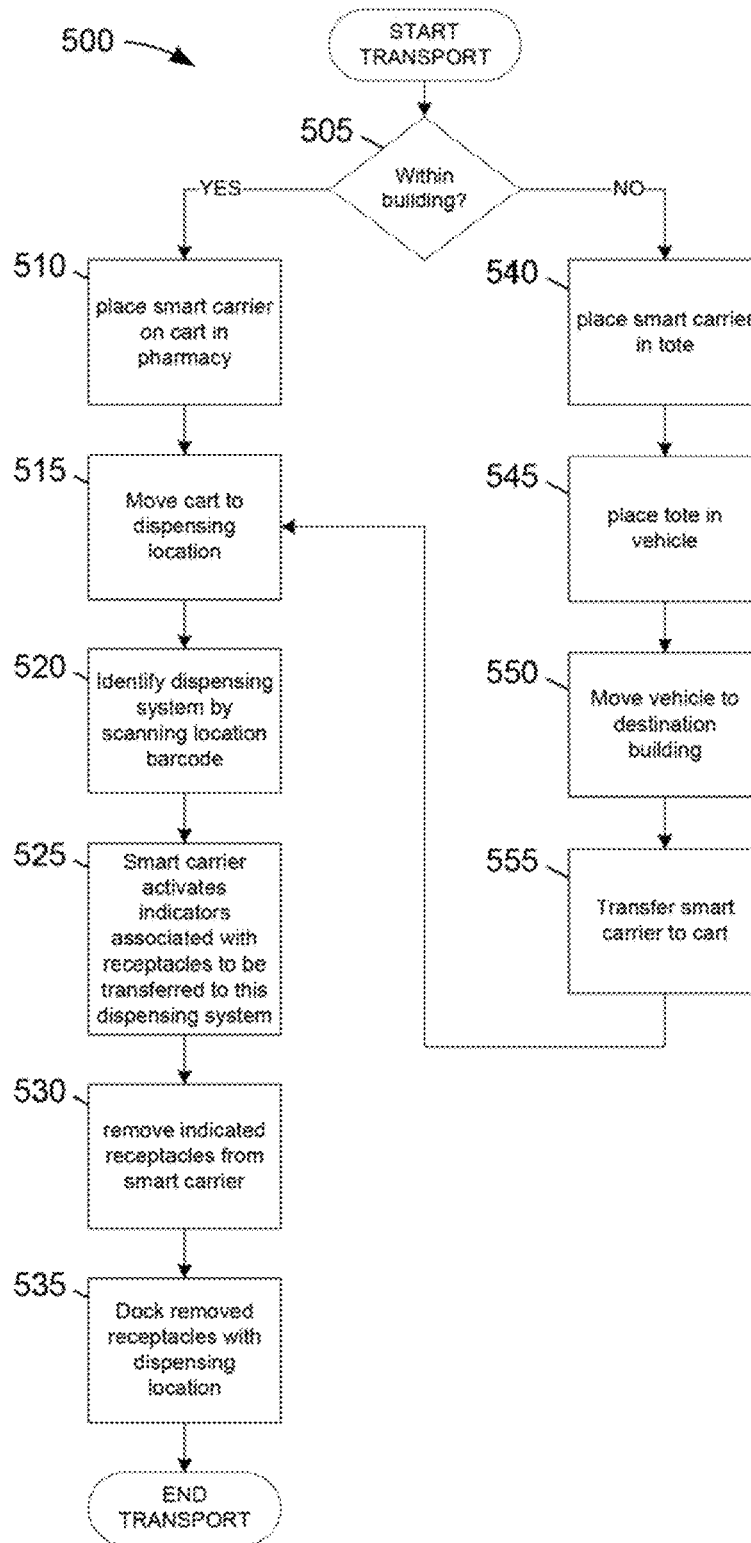 500
START
TRANSPORT
505
Within
building?
YES
NO
510
place smart carrier
on cart in
pharmacy
515
Move cart to
dispensing
location
520
Identify dispensing
system by
scanning location
barcode
525
Smart carrier
activates
indicators
associated with
receptacles to be
transferred to this
dispensing system
530
remove indicated
receptacles from
smart carrier
535
Dock removed
receptacles with
dispensing
location
END
TRANSPORT
540
place smart carrier
in tote
545
place tote in
vehicle
550
Move vehicle to
destination
building
555
Transfer smart
carrier to cart